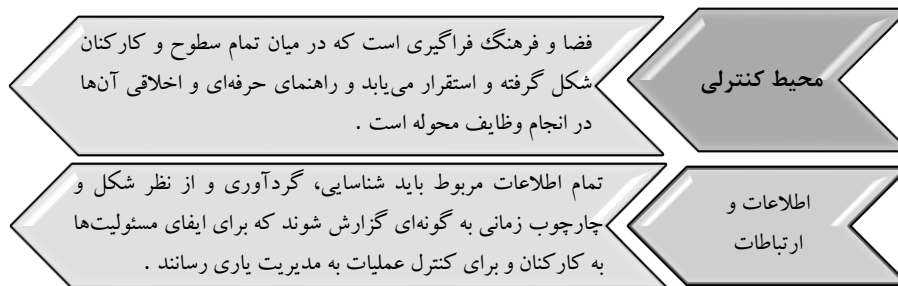 محیط کنترلی
فضا و فرهنگ فراگیری است که در میان تمام سطوح و کارکنان
شکل گرفته و استقرار می‌یابد و راهنمای حرفه‌ای و اخلاقی آن‌ها
در انجام وظایف محوله است .
اطلاعات و
ارتباطات
تمام اطلاعات مربوط باید شناسایی، گردآوری و از نظر شکل و
چارچوب زمانی به گونه‌ای گزارش شوند که برای ایفای مسئولیت‌ها
به کارکنان و برای کنترل عملیات به مدیریت یاری رسانند .